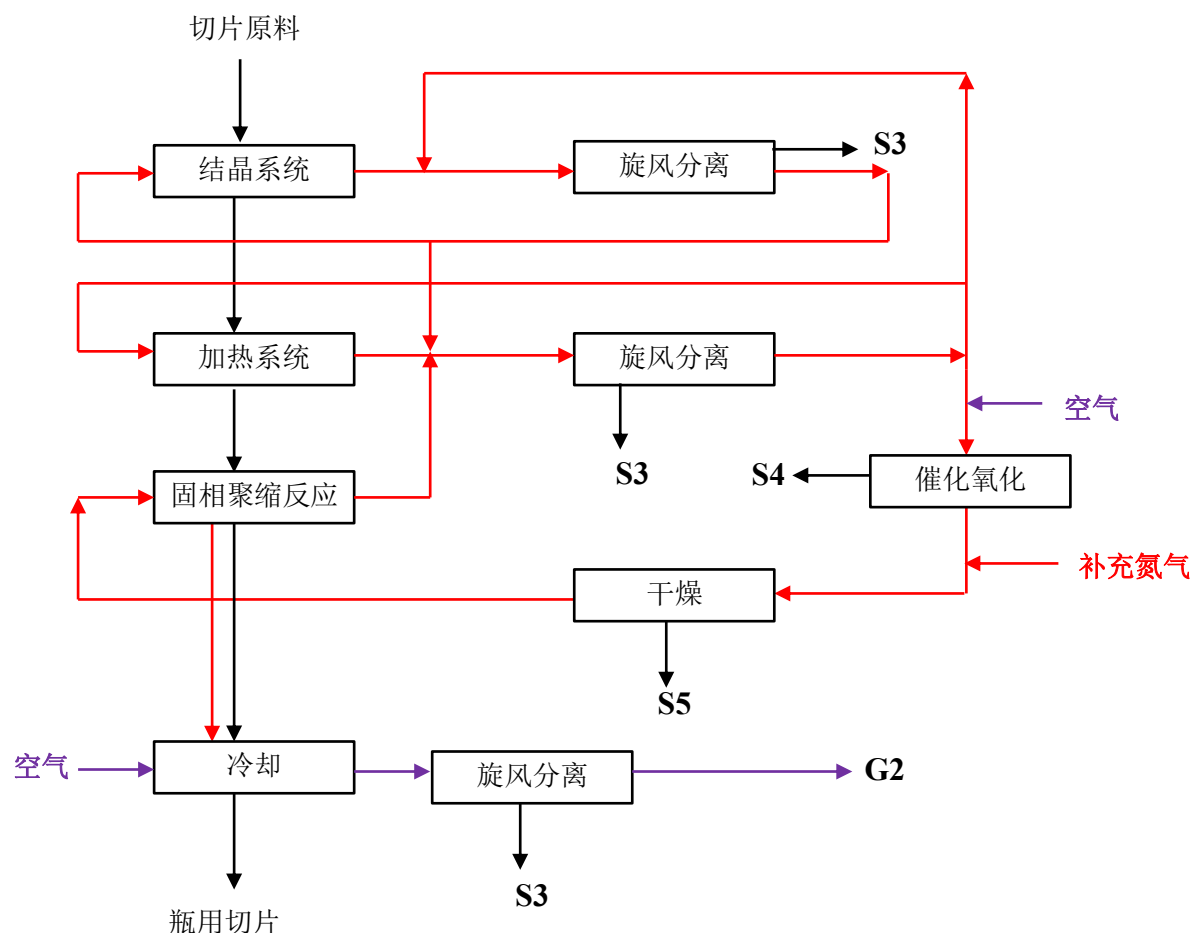 切片原料
结晶系统
旋风分离
S3
加热系统
旋风分离
空气
S3
S4
催化氧化
固相聚缩反应
补充氮气
干燥
S5
空气
冷却
旋风分离
G2
S3
瓶用切片